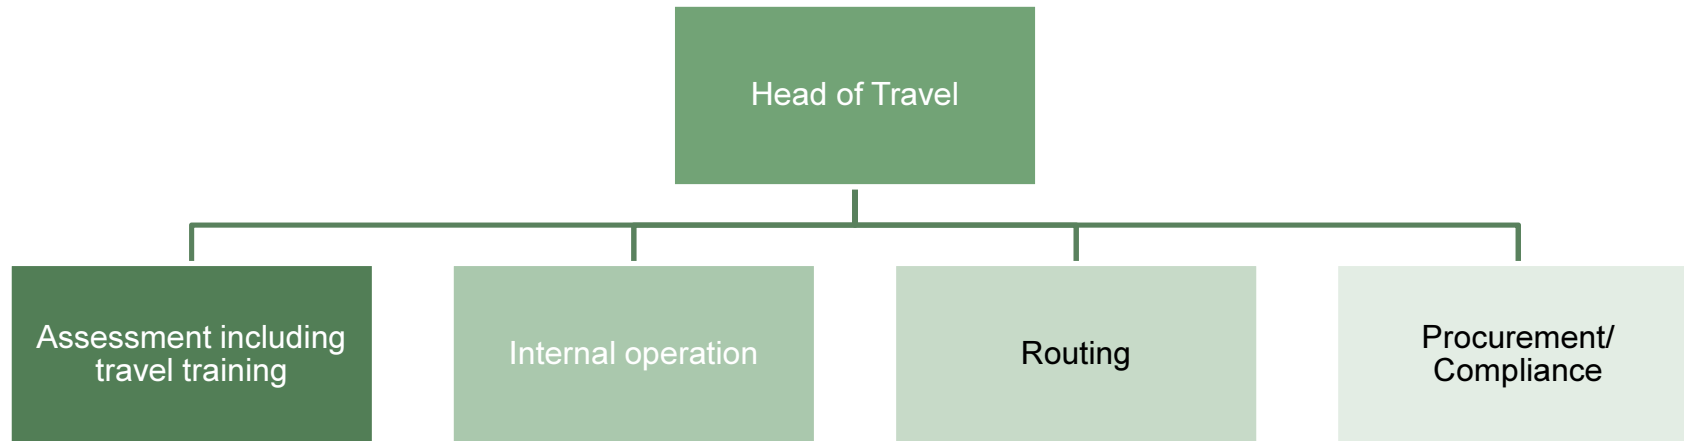 Head of Travel
Assessment including
travel training
Internal operation
Routing
Procurement/
Compliance